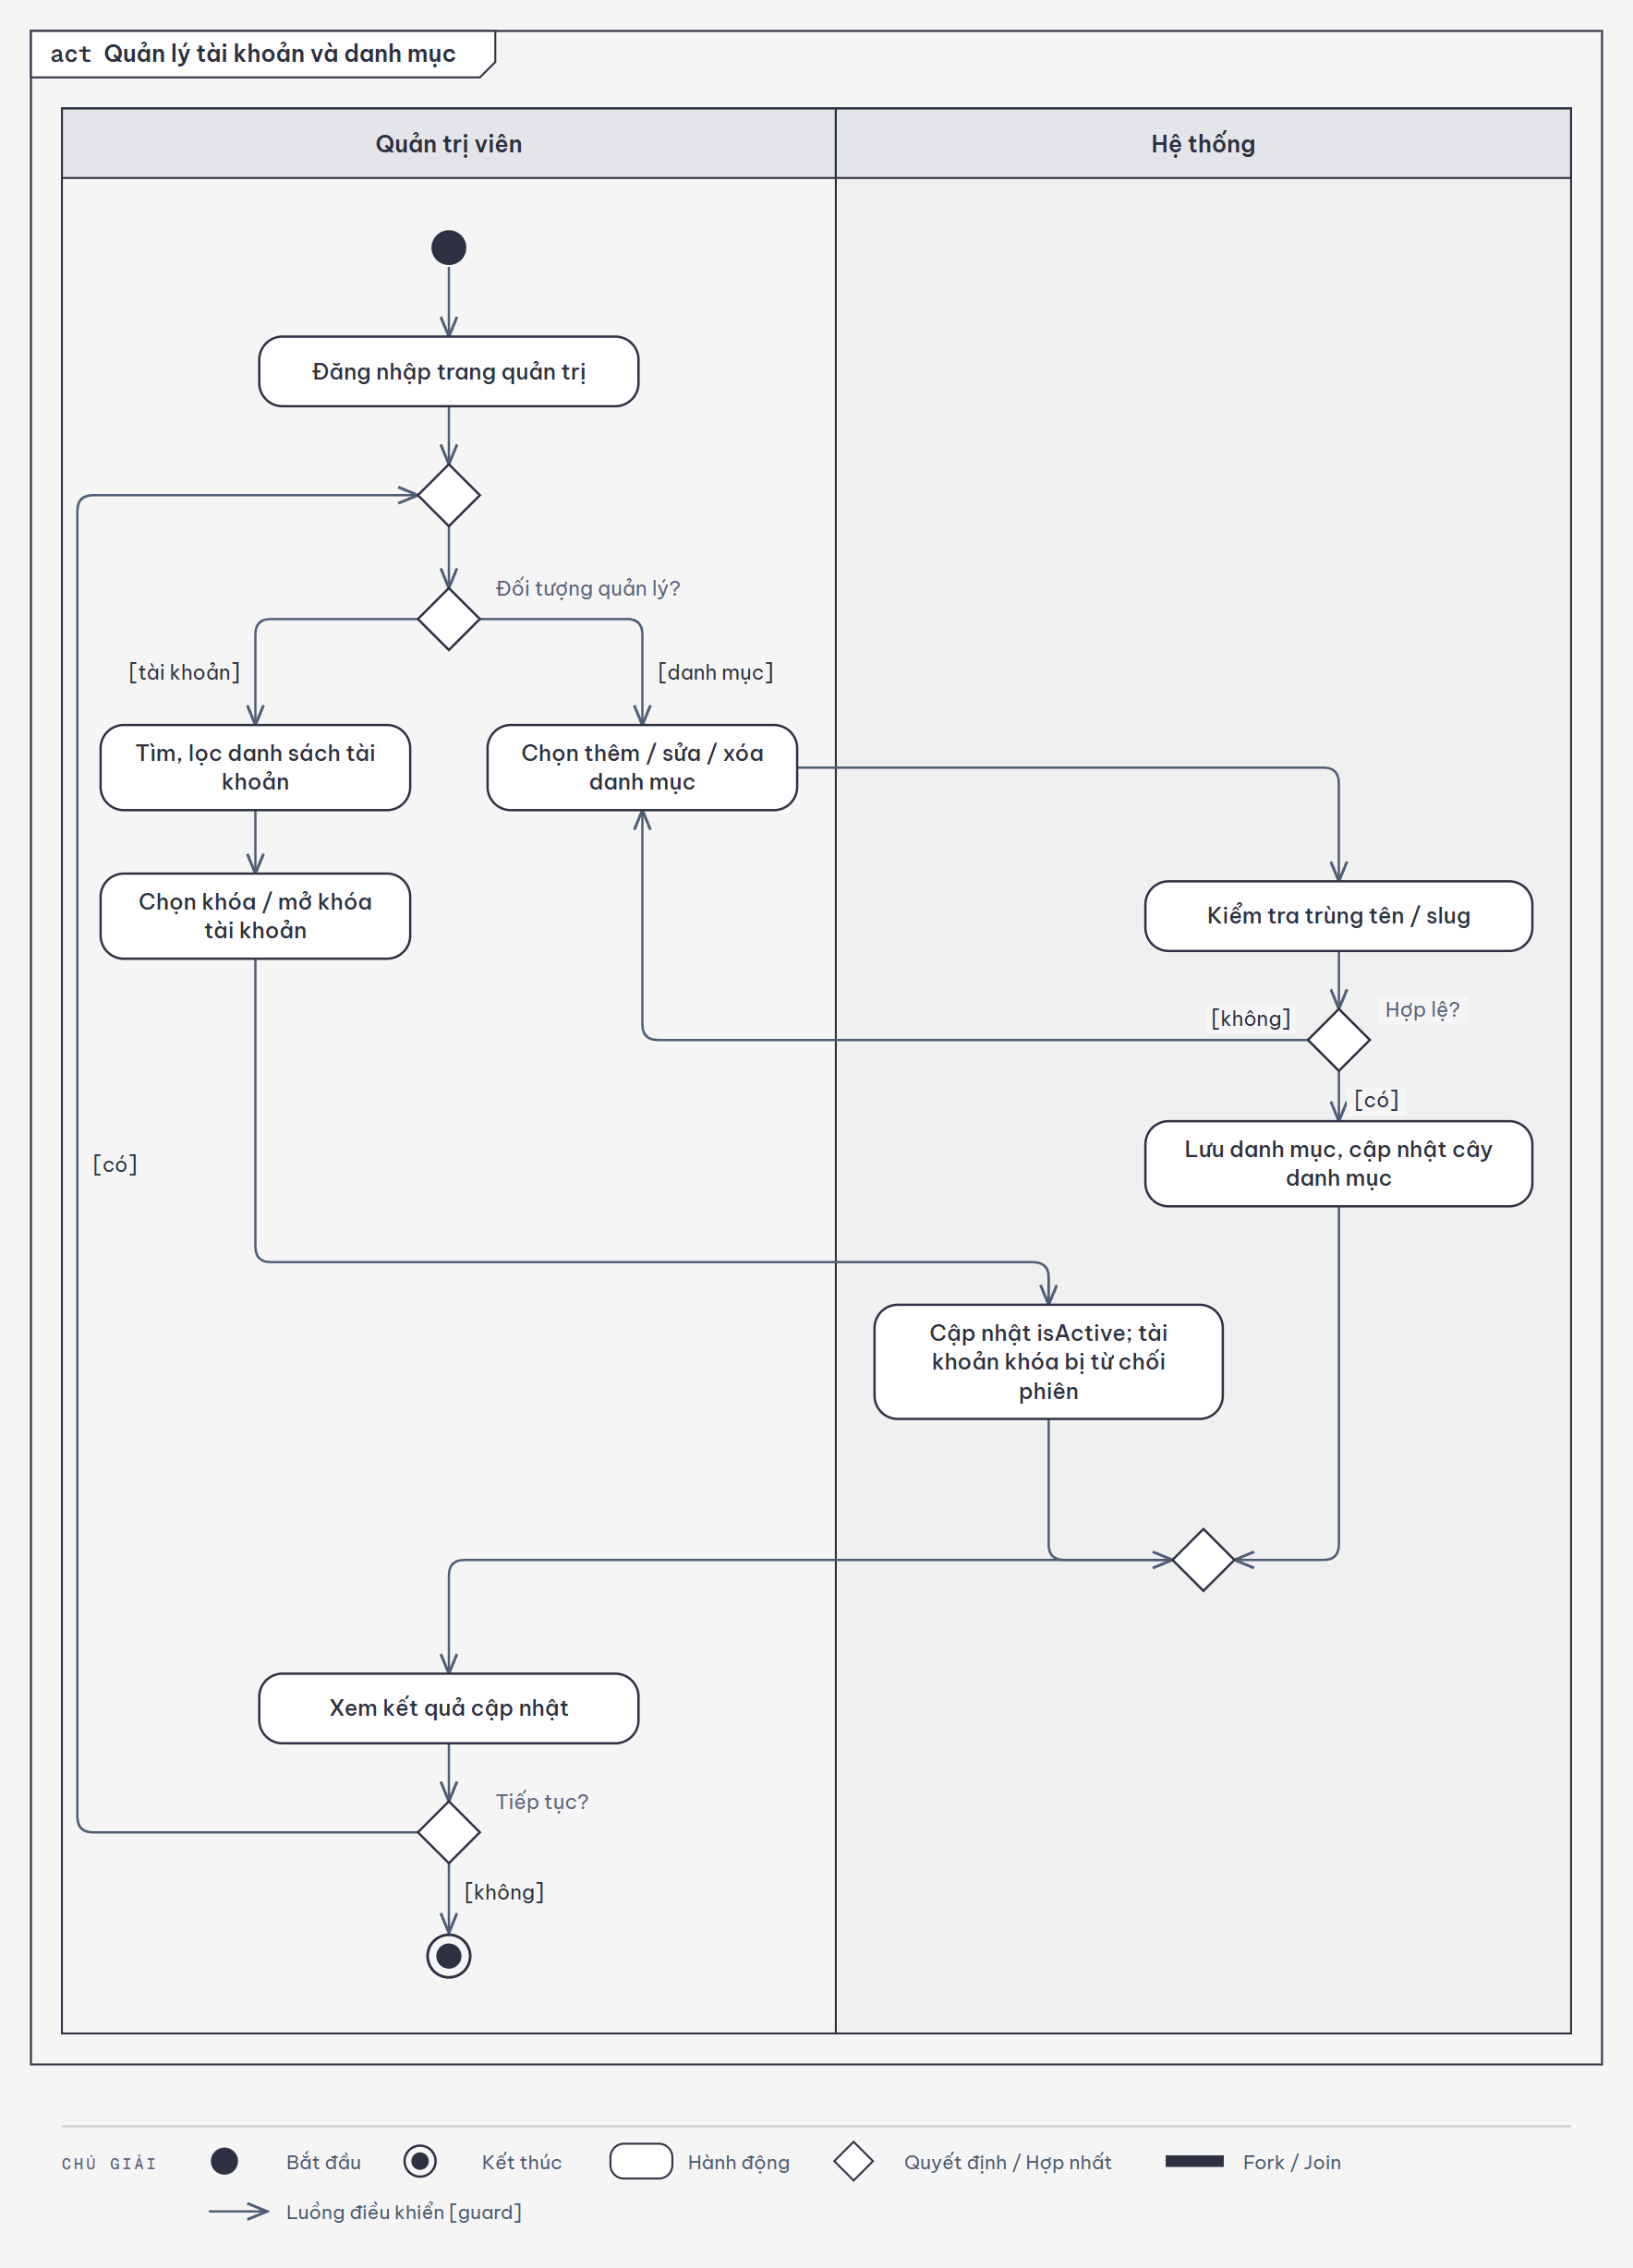 act Quản lý tài khoản và danh mục
Quản trị viên
Hệ thống
Đăng nhập trang quản trị
Đối tượng quản lý?
[tài khoản]
[danh mục]
Tìm, lọc danh sách tài
khoản
Chọn thêm / sửa / xóa
danh mục
Chọn khóa / mở khóa
tài khoản
Kiểm tra trùng tên / slug
[không]
Hợp lệ?
[có]
Lưu danh mục, cập nhật cây
danh mục
[có]
Cập nhật isActive; tài
khoản khóa bị từ chối
phiên
Xem kết quả cập nhật
Tiếp tục?
[không]
CHÚ GIẢI
Bắt đầu
Kết thúc
Hành động
Quyết định / Hợp nhất
Fork / Join
Luồng điều khiển [guard]